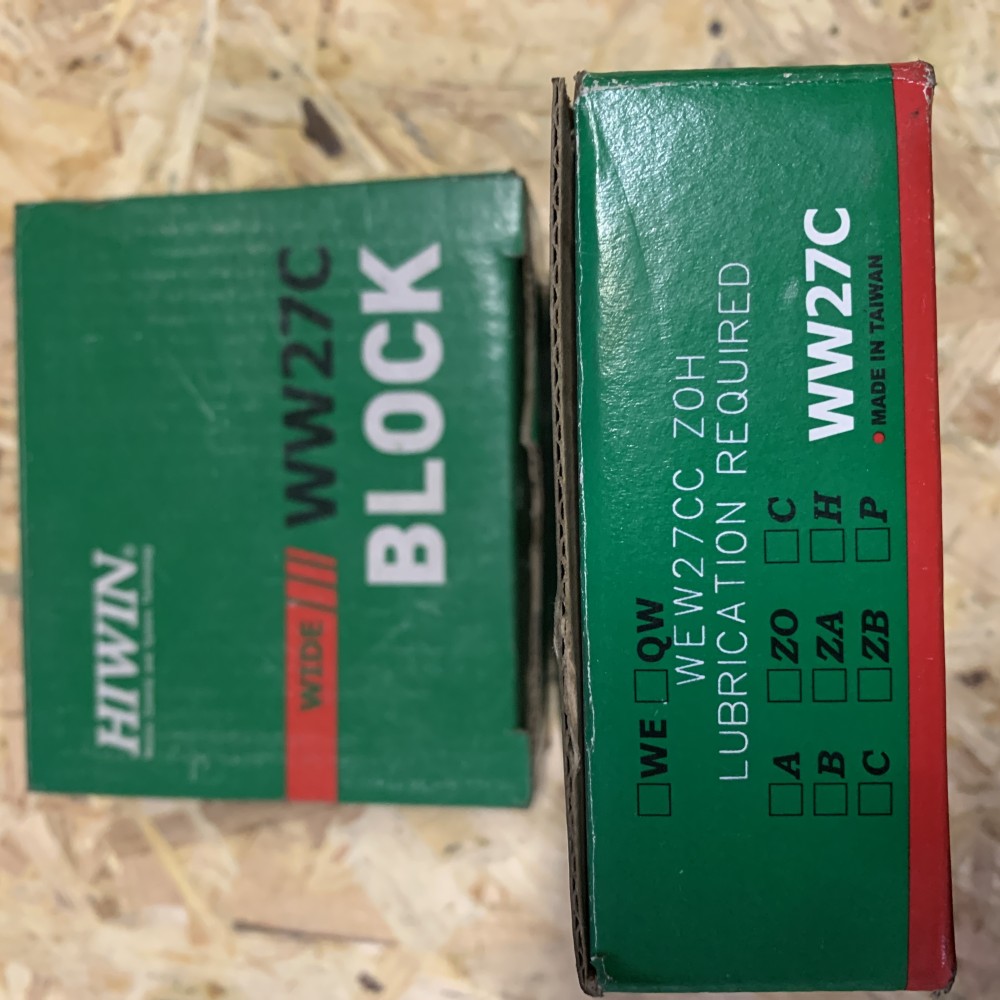 HIWIN®
WIDE WW27C
BLOCK
WE QW
WEW27CC ZOH
LUBRICATION REQUIRED
A ZO C
B ZA H
C ZB P
WW27C
• MADE IN TAIWAN